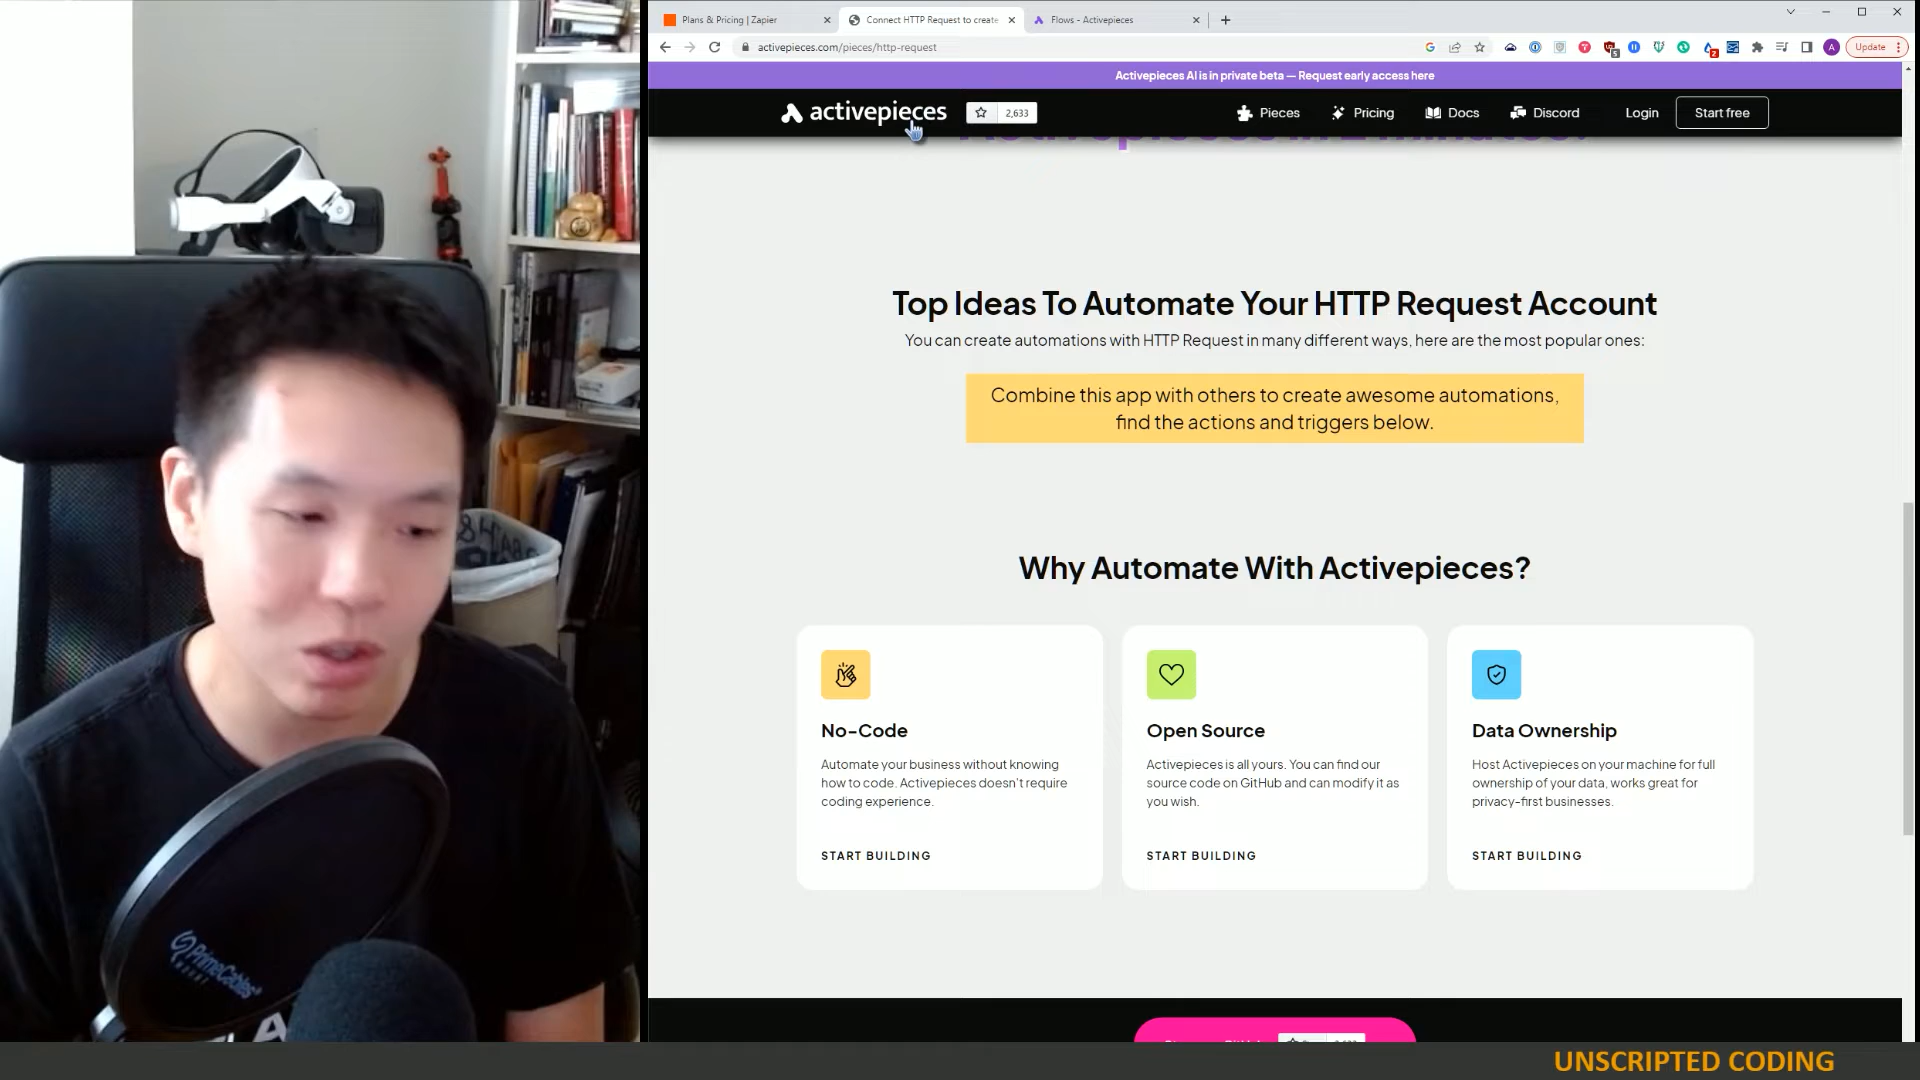 Plans & Pricing | Zapier
Connect HTTP Request to create
Flows - Activepieces
activepieces.com/pieces/http-request
Update
Activepieces AI is in private beta — Request early access here
activepieces
2,633
Pieces
Pricing
Docs
Discord
Login
Start free
Top Ideas To Automate Your HTTP Request Account
You can create automations with HTTP Request in many different ways, here are the most popular ones:
Combine this app with others to create awesome automations,
find the actions and triggers below.
Why Automate With Activepieces?
No-Code
Automate your business without knowing
how to code. Activepieces doesn't require
coding experience.
START BUILDING
Open Source
Activepieces is all yours. You can find our
source code on GitHub and can modify it as
you wish.
START BUILDING
Data Ownership
Host Activepieces on your machine for full
ownership of your data, works great for
privacy-first businesses.
START BUILDING
PrimeCables
UNSCRIPTED CODING